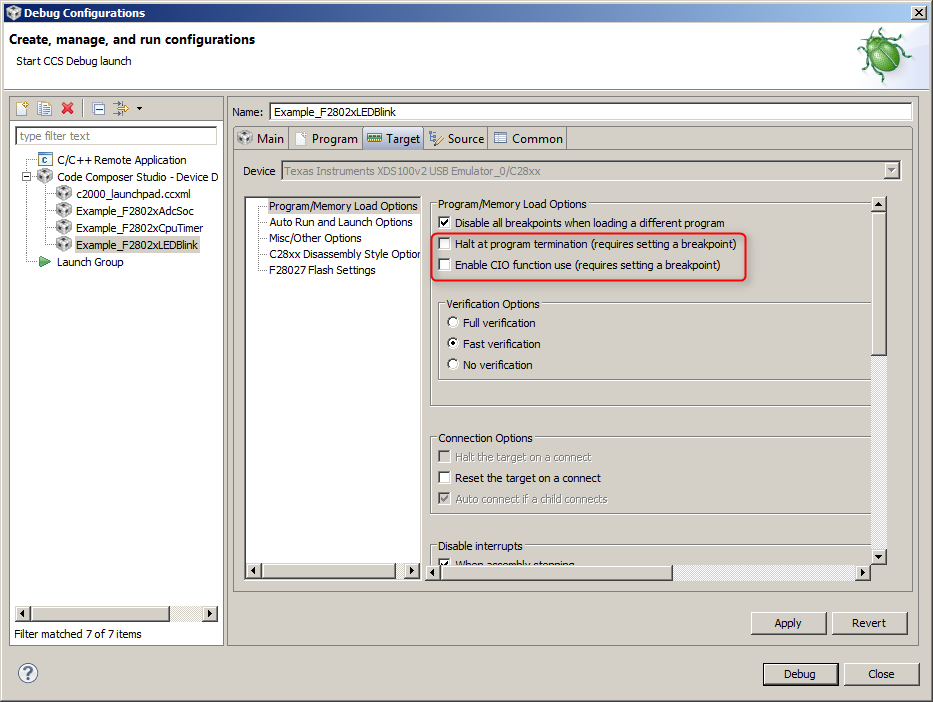 Debug Configurations
Create, manage, and run configurations
Start CCS Debug launch
type filter text
C/C++ Remote Application
Code Composer Studio - Device D
c2000_launchpad.ccxml
Example_F2802xAdcSoc
Example_F2802xCpuTimer
Example_F2802xLEDBlink
Launch Group
Filter matched 7 of 7 items
Name: Example_F2802xLEDBlink
Main Program Target Source Common
Device Texas Instruments XDS100v2 USB Emulator_0/C28xx
Program/Memory Load Options
Auto Run and Launch Options
Misc/Other Options
C28xx Disassembly Style Option
F28027 Flash Settings
Program/Memory Load Options
Disable all breakpoints when loading a different program
Halt at program termination (requires setting a breakpoint)
Enable CIO function use (requires setting a breakpoint)
Verification Options
Full verification
Fast verification
No verification
Connection Options
Halt the target on a connect
Reset the target on a connect
Auto connect if a child connects
Disable interrupts
When assembly stepping
Apply Revert
? Debug Close